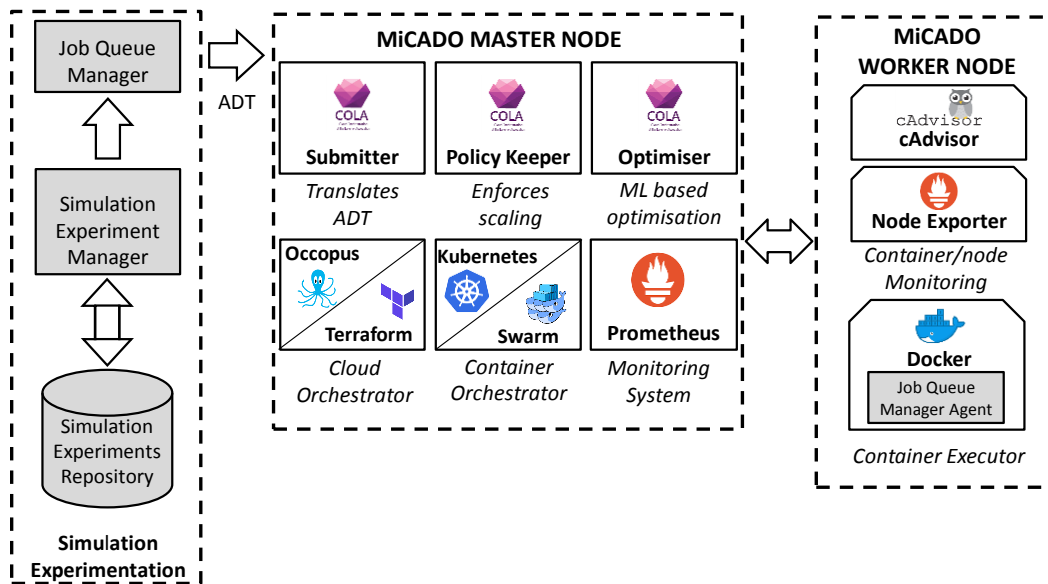 Job Queue
Manager
Simulation
Experiment
Manager
Simulation
Experiments
Repository
Simulation
Experimentation
ADT
MiCADO MASTER NODE
COLA
Submitter
Translates
ADT
COLA
Policy Keeper
Enforces
scaling
COLA
Optimiser
ML based
optimisation
Occopus
Terraform
Cloud
Orchestrator
Kubernetes
Swarm
Container
Orchestrator
Prometheus
Monitoring
System
MiCADO
WORKER NODE
cAdvisor
cAdvisor
Node Exporter
Container/node
Monitoring
Docker
Job Queue
Manager Agent
Container Executor